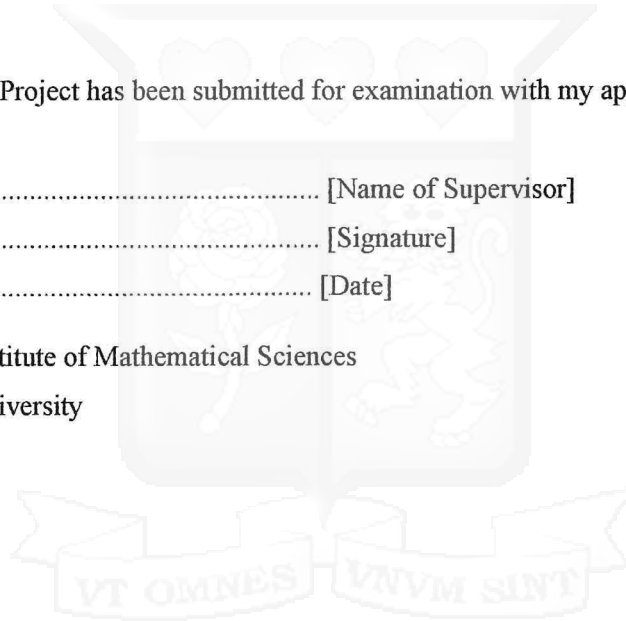 Project has been submitted for examination with my ap
........................................... [Name of Supervisor]
........................................... [Signature]
.......................................... [Date]
titute of Mathematical Sciences
iversity
VT OMNES VNVM SINT